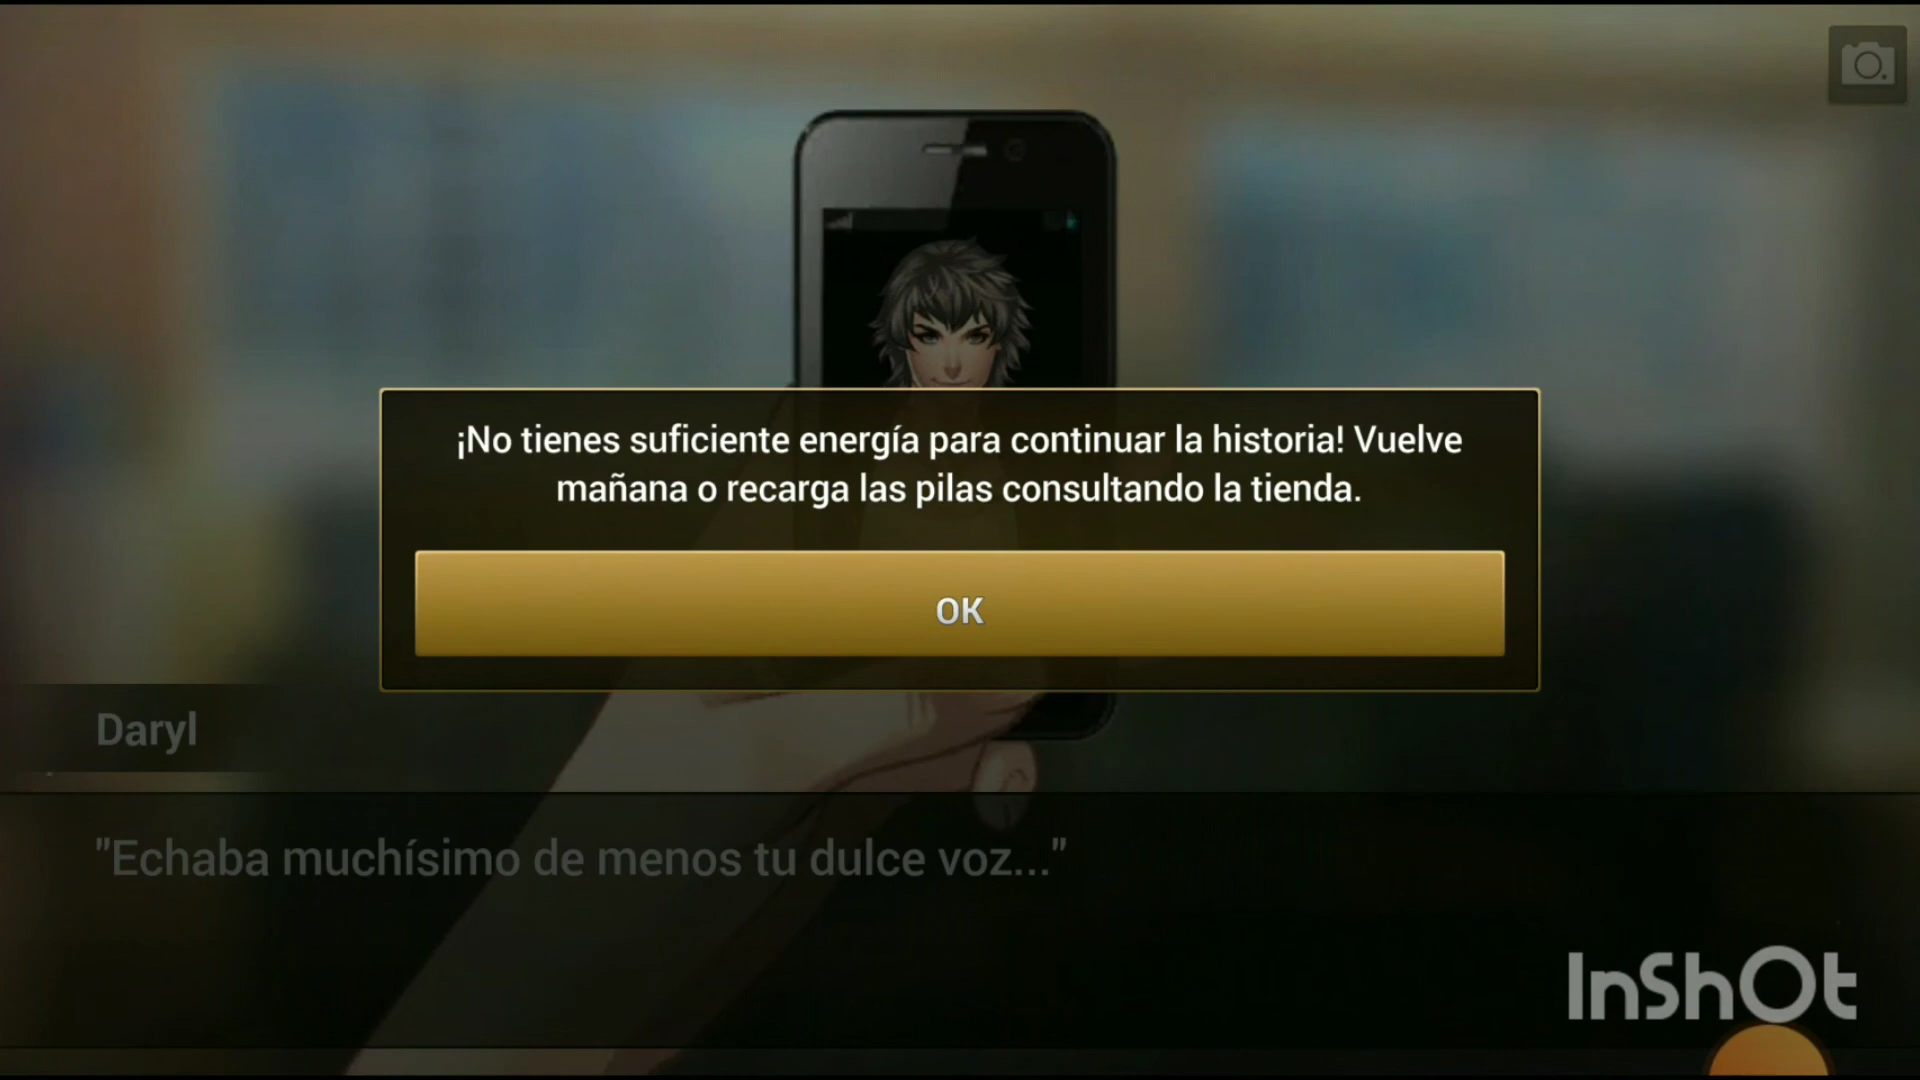 ¡No tienes suficiente energía para continuar la historia! Vuelve
mañana o recarga las pilas consultando la tienda.
OK
Daryl
"Echaba muchísimo de menos tu dulce voz..."
InShOt